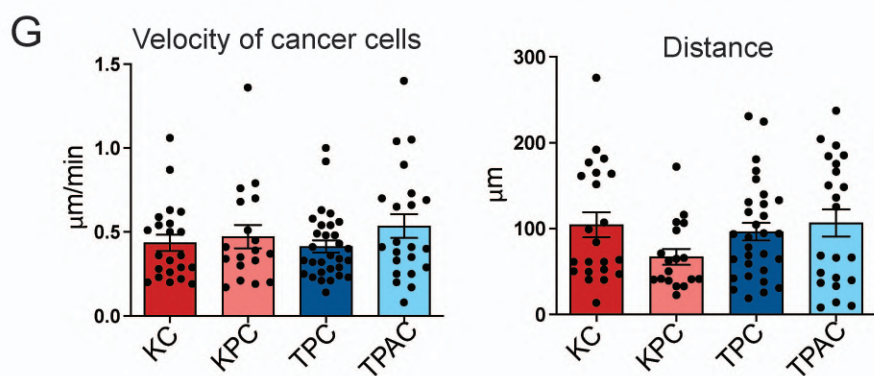 G
Velocity of cancer cells
1.5
1.0
0.5
0.0
μm/min
KC
KPC
TPC
TPAC
Distance
300
200
100
0
μm
KC
KPC
TPC
TPAC